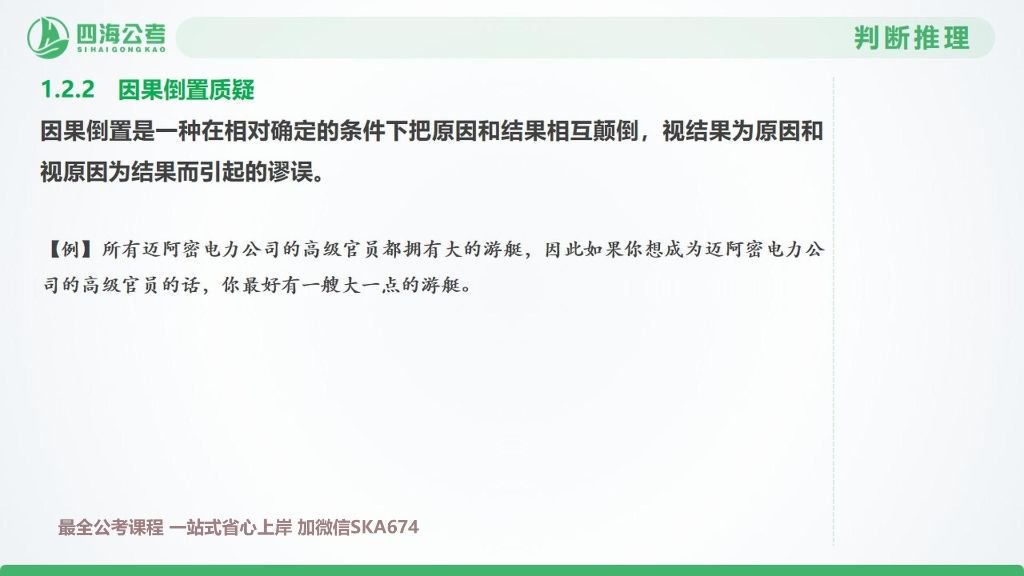 四海公考
SIHAIGONGKAO
判断推理
1.2.2 因果倒置质疑
因果倒置是一种在相对确定的条件下把原因和结果相互颠倒，视结果为原因和
视原因为结果而引起的谬误。
【例】所有迈阿密电力公司的高级官员都拥有大的游艇，因此如果你想成为迈阿密电力公
司的高级官员的话，你最好有一艘大一点的游艇。
最全公考课程 一站式省心上岸 加微信SKA674